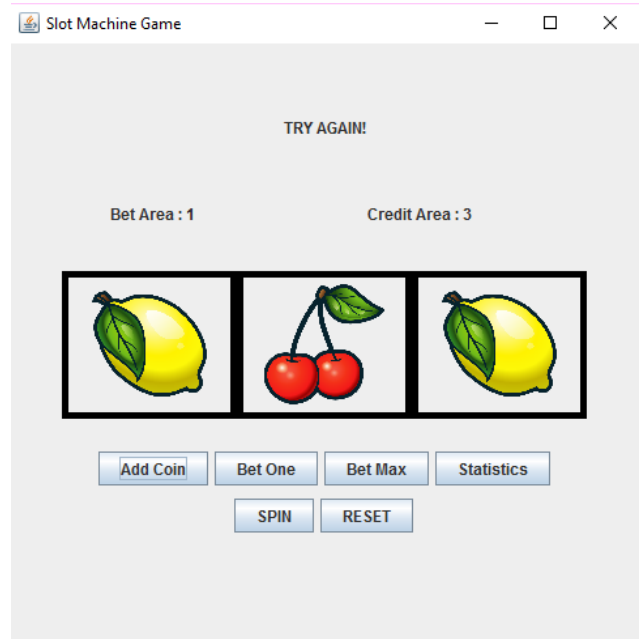 Slot Machine Game
TRY AGAIN!
Bet Area : 1 Credit Area : 3
Add Coin Bet One Bet Max Statistics
SPIN RESET